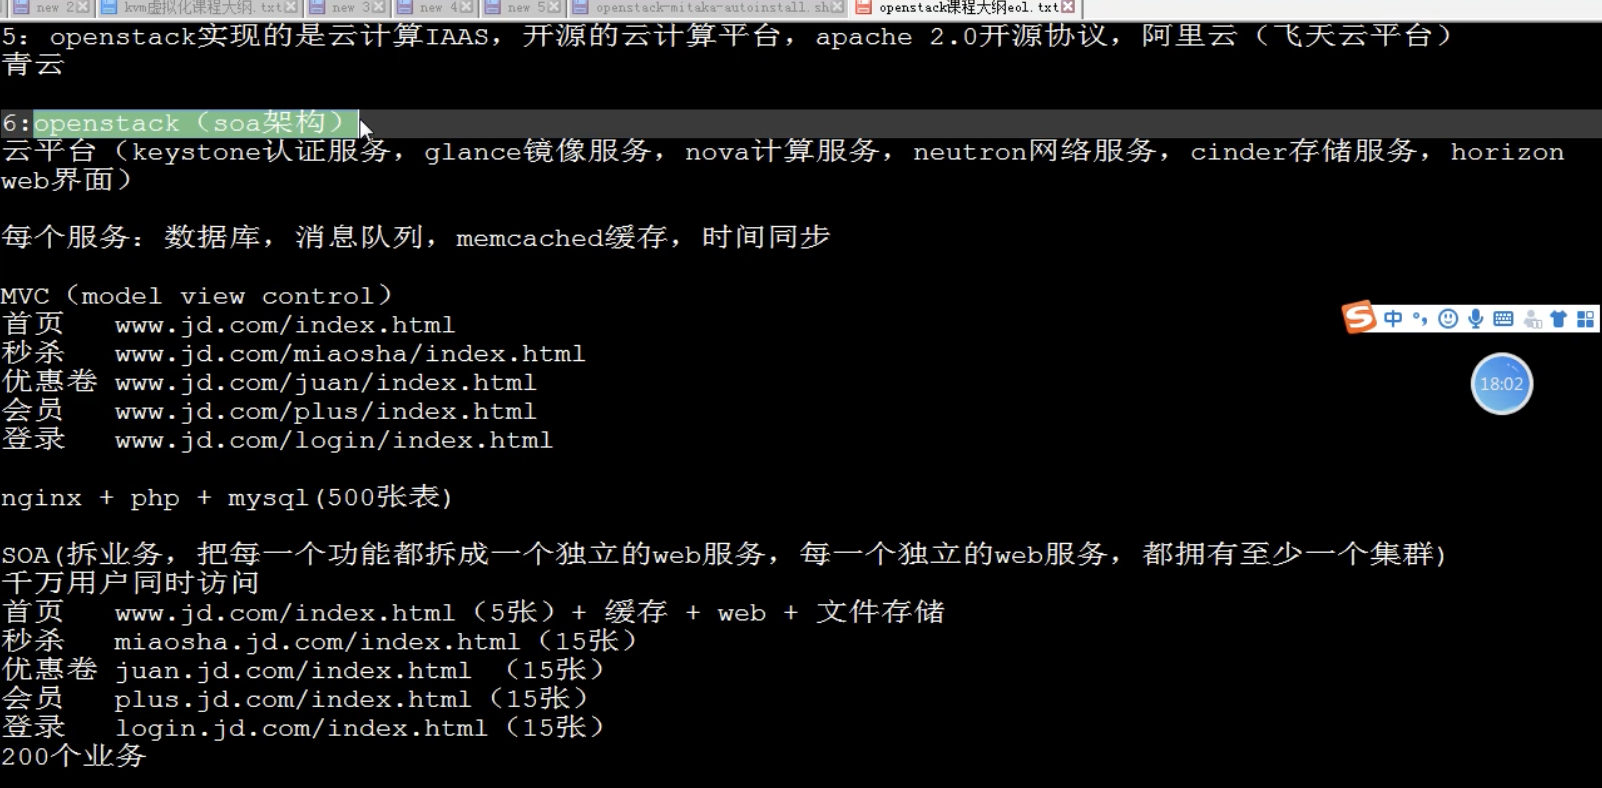 new 2 kvm虚拟化课程大纲.txt new 3 new 4 new 5 openstack-mitaka-autoinstall.sh openstack课程大纲eol.txt
5: openstack实现的是云计算IAAS，开源的云计算平台，apache 2.0开源协议，阿里云（飞天云平台）
青云
6:openstack（soa架构）
云平台（keystone认证服务，glance镜像服务，nova计算服务，neutron网络服务，cinder存储服务，horizon
web界面）
每个服务：数据库，消息队列，memcached缓存，时间同步
MVC（model view control）
首页 www.jd.com/index.html
秒杀 www.jd.com/miaosha/index.html
优惠卷 www.jd.com/juan/index.html
会员 www.jd.com/plus/index.html
登录 www.jd.com/login/index.html
中
18:02
nginx + php + mysql(500张表)
SOA(拆业务，把每一个功能都拆成一个独立的web服务，每一个独立的web服务，都拥有至少一个集群)
千万用户同时访问
首页 www.jd.com/index.html（5张）+ 缓存 + web + 文件存储
秒杀 miaosha.jd.com/index.html（15张）
优惠卷 juan.jd.com/index.html （15张）
会员 plus.jd.com/index.html（15张）
登录 login.jd.com/index.html（15张）
200个业务